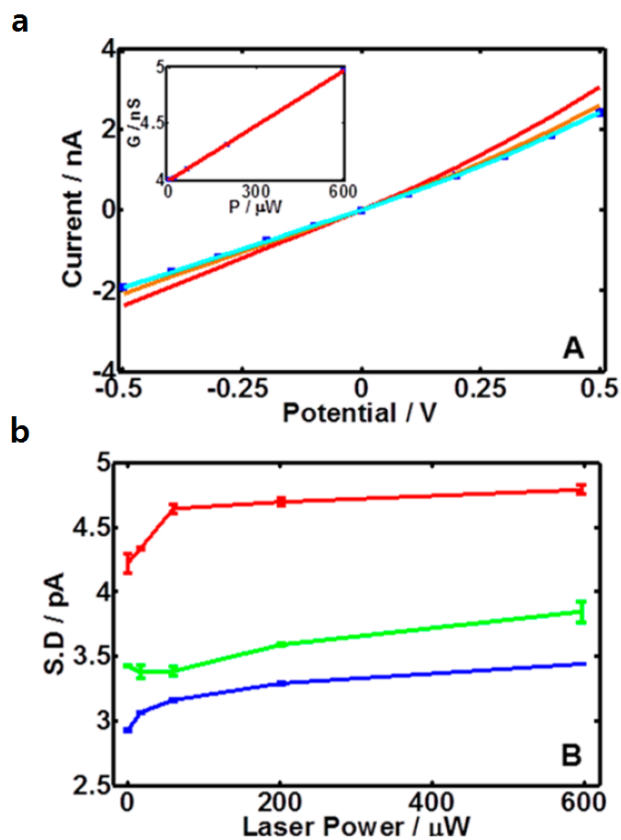 a
4
2
0
-2
-4
Current / nA
5
4.5
4
G / nS
0
300
600
P / μW
A
-0.5
-0.25
0
0.25
0.5
Potential / V
b
5
4.5
4
3.5
3
2.5
S.D / pA
B
0
200
400
600
Laser Power / μW